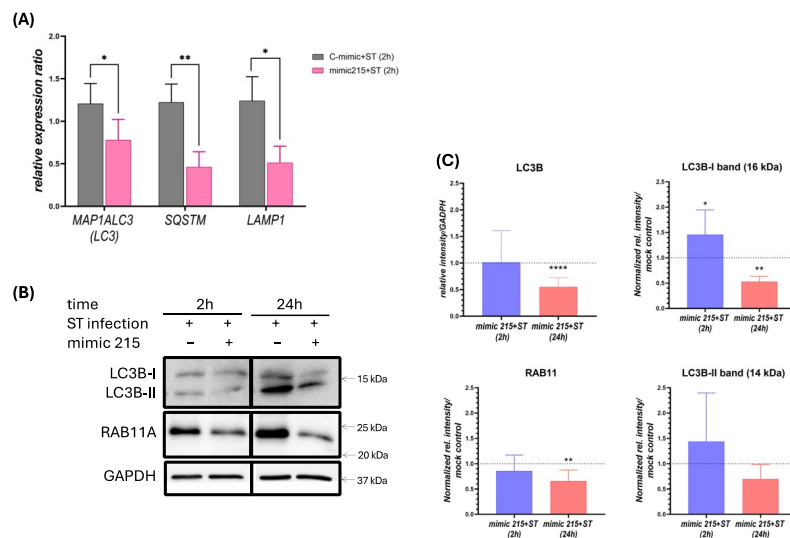 (A)
C-mimic+ST (2h)
mimic215+ST (2h)
relative expression ratio
2.0
1.5
1.0
0.5
0.0
*
**
*
MAP1ALC3
(LC3)
SQSTM
LAMP1
(B)
time 2h 24h
ST infection + + + +
mimic 215 – + – +
LC3B-I
LC3B-II
15 kDa
RAB11A
25 kDa
20 kDa
GAPDH
37 kDa
(C)
LC3B
relative intensity/GADPH
2.5
2.0
1.5
1.0
0.5
0.0
****
mimic 215+ST
(2h)
mimic 215+ST
(24h)
LC3B-I band (16 kDa)
Normalized rel. intensity/
mock control
2.5
2.0
1.5
1.0
0.5
0.0
*
**
mimic 215+ST
(2h)
mimic 215+ST
(24h)
RAB11
Normalized rel. intensity/
mock control
2.5
2.0
1.5
1.0
0.5
0.0
**
mimic 215+ST
(2h)
mimic 215+ST
(24h)
LC3B-II band (14 kDa)
Normalized rel. intensity/
mock control
2.5
2.0
1.5
1.0
0.5
0.0
mimic 215+ST
(2h)
mimic 215+ST
(24h)